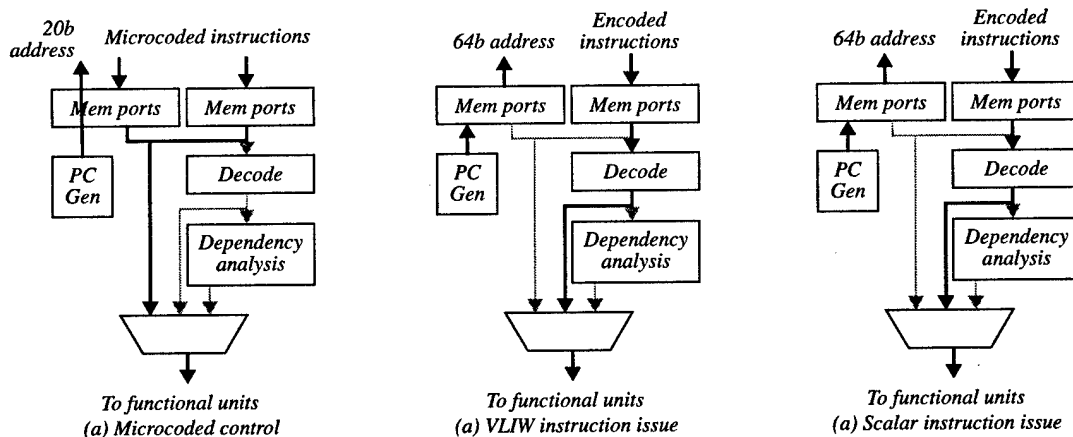 20b
address
Microcoded instructions
Mem ports
Mem ports
PC
Gen
Decode
Dependency
analysis
To functional units
(a) Microcoded control
64b address
Encoded
instructions
Mem ports
Mem ports
PC
Gen
Decode
Dependency
analysis
To functional units
(a) VLIW instruction issue
64b address
Encoded
instructions
Mem ports
Mem ports
PC
Gen
Decode
Dependency
analysis
To functional units
(a) Scalar instruction issue